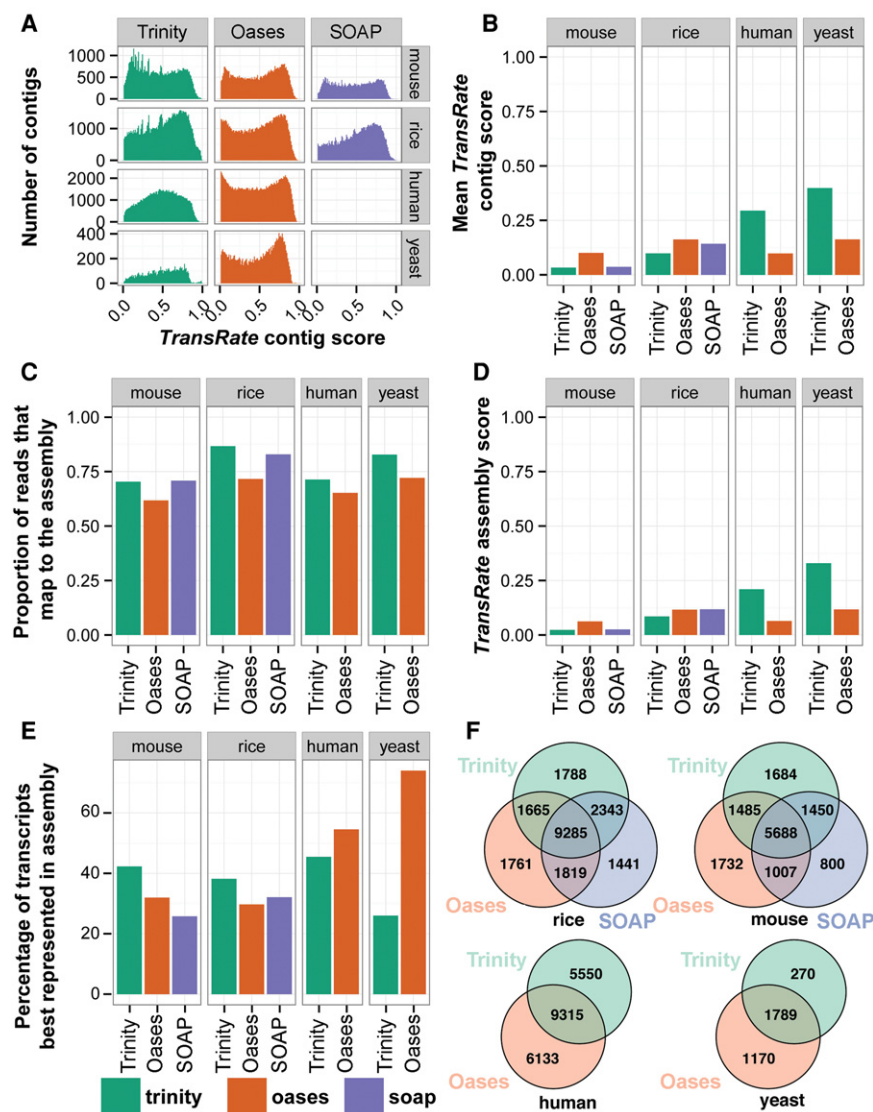 A
Trinity Oases SOAP
Number of contigs
1000
500
0
mouse
1000
0
rice
2000
1000
0
human
400
200
0
yeast
0.0 0.5 1.0 0.0 0.5 1.0 0.0 0.5 1.0
TransRate contig score
B
mouse rice human yeast
Mean TransRate
contig score
1.00
0.75
0.50
0.25
0.00
Trinity Oases SOAP Trinity Oases SOAP Trinity Oases Trinity Oases
C
mouse rice human yeast
Proportion of reads that
map to the assembly
1.00
0.75
0.50
0.25
0.00
Trinity Oases SOAP Trinity Oases SOAP Trinity Oases Trinity Oases
D
mouse rice human yeast
TransRate assembly score
1.00
0.75
0.50
0.25
0.00
Trinity Oases SOAP Trinity Oases SOAP Trinity Oases Trinity Oases
E
mouse rice human yeast
Percentage of transcripts
best represented in assembly
60
40
20
0
Trinity Oases SOAP Trinity Oases SOAP Trinity Oases Trinity Oases
trinity oases soap
F
Trinity
1788
1665 2343
9285
1761 1819 1441
Oases rice SOAP
Trinity
1684
1485 1450
5688
1732 1007 800
Oases mouse SOAP
Trinity
5550
9315
6133
Oases
human
Trinity
270
1789
1170
Oases
yeast